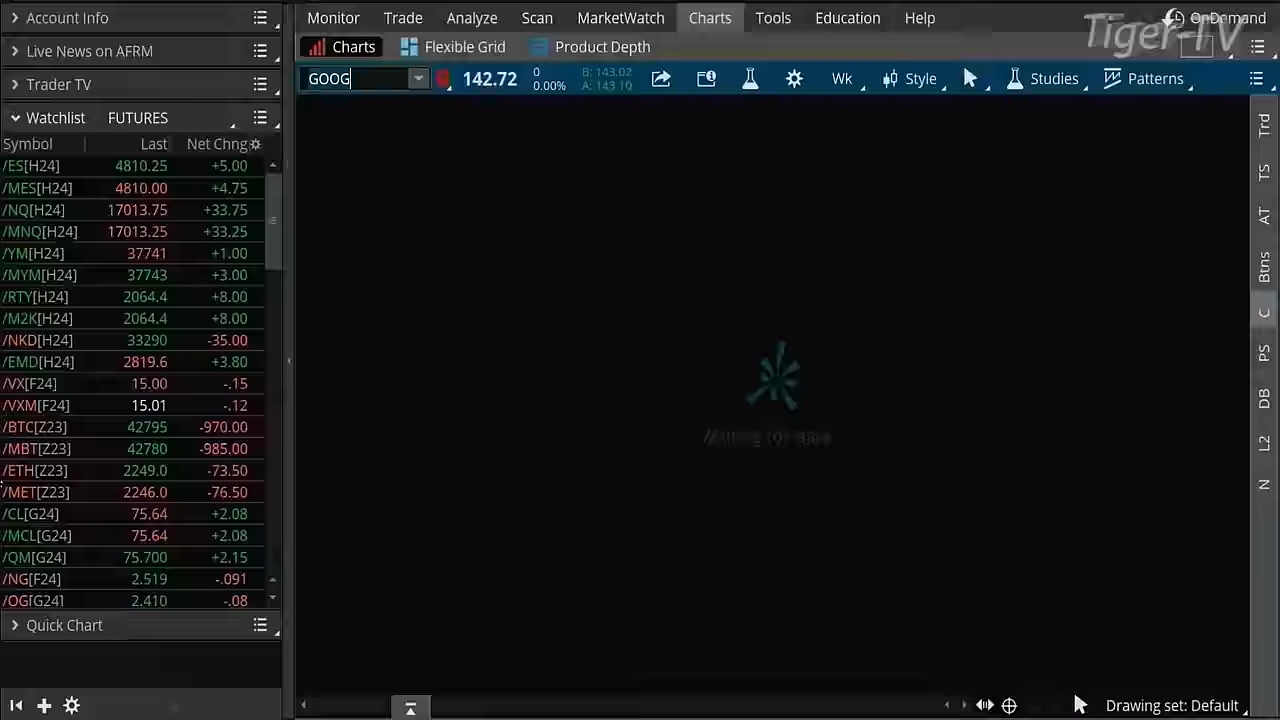 Account Info
Monitor Trade Analyze Scan MarketWatch Charts Tools Education Help
OnDemand
Tiger-TV
Live News on AFRM
Charts Flexible Grid Product Depth
Trader TV
GOOG 142.72 0 0.00% B: 143.02 A: 143.10 Wk Style Studies Patterns
Watchlist FUTURES
Symbol Last Net Chng
/ES[H24] 4810.25 +5.00
/MES[H24] 4810.00 +4.75
/NQ[H24] 17013.75 +33.75
/MNQ[H24] 17013.25 +33.25
/YM[H24] 37741 +1.00
/MYM[H24] 37743 +3.00
/RTY[H24] 2064.4 +8.00
/M2K[H24] 2064.4 +8.00
/NKD[H24] 33290 -35.00
/EMD[H24] 2819.6 +3.80
/VX[F24] 15.00 -.15
/VXM[F24] 15.01 -.12
/BTC[Z23] 42795 -970.00
/MBT[Z23] 42780 -985.00
/ETH[Z23] 2249.0 -73.50
/MET[Z23] 2246.0 -76.50
/CL[G24] 75.64 +2.08
/MCL[G24] 75.64 +2.08
/QM[G24] 75.700 +2.15
/NG[F24] 2.519 -.091
/OG[G24] 2.410 -.08
Quick Chart
Trd
TS
AT
Btns
C
PS
DB
L2
N
Drawing set: Default